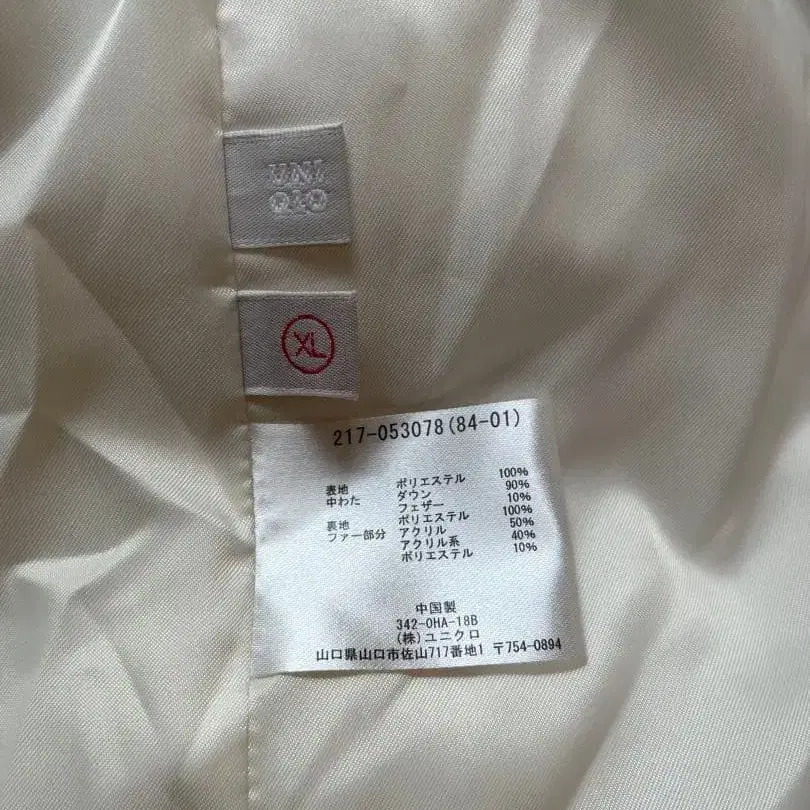 UNI
QLO
XL
217-053078(84-01)
表地 ポリエステル 100%
中わた ダウン 90%
フェザー 10%
裏地 ポリエステル 100%
ファー部分 アクリル 50%
アクリル系 40%
ポリエステル 10%
中国製
342-0HA-18B
(株)ユニクロ
山口県山口市佐山717番地1 〒754-0894